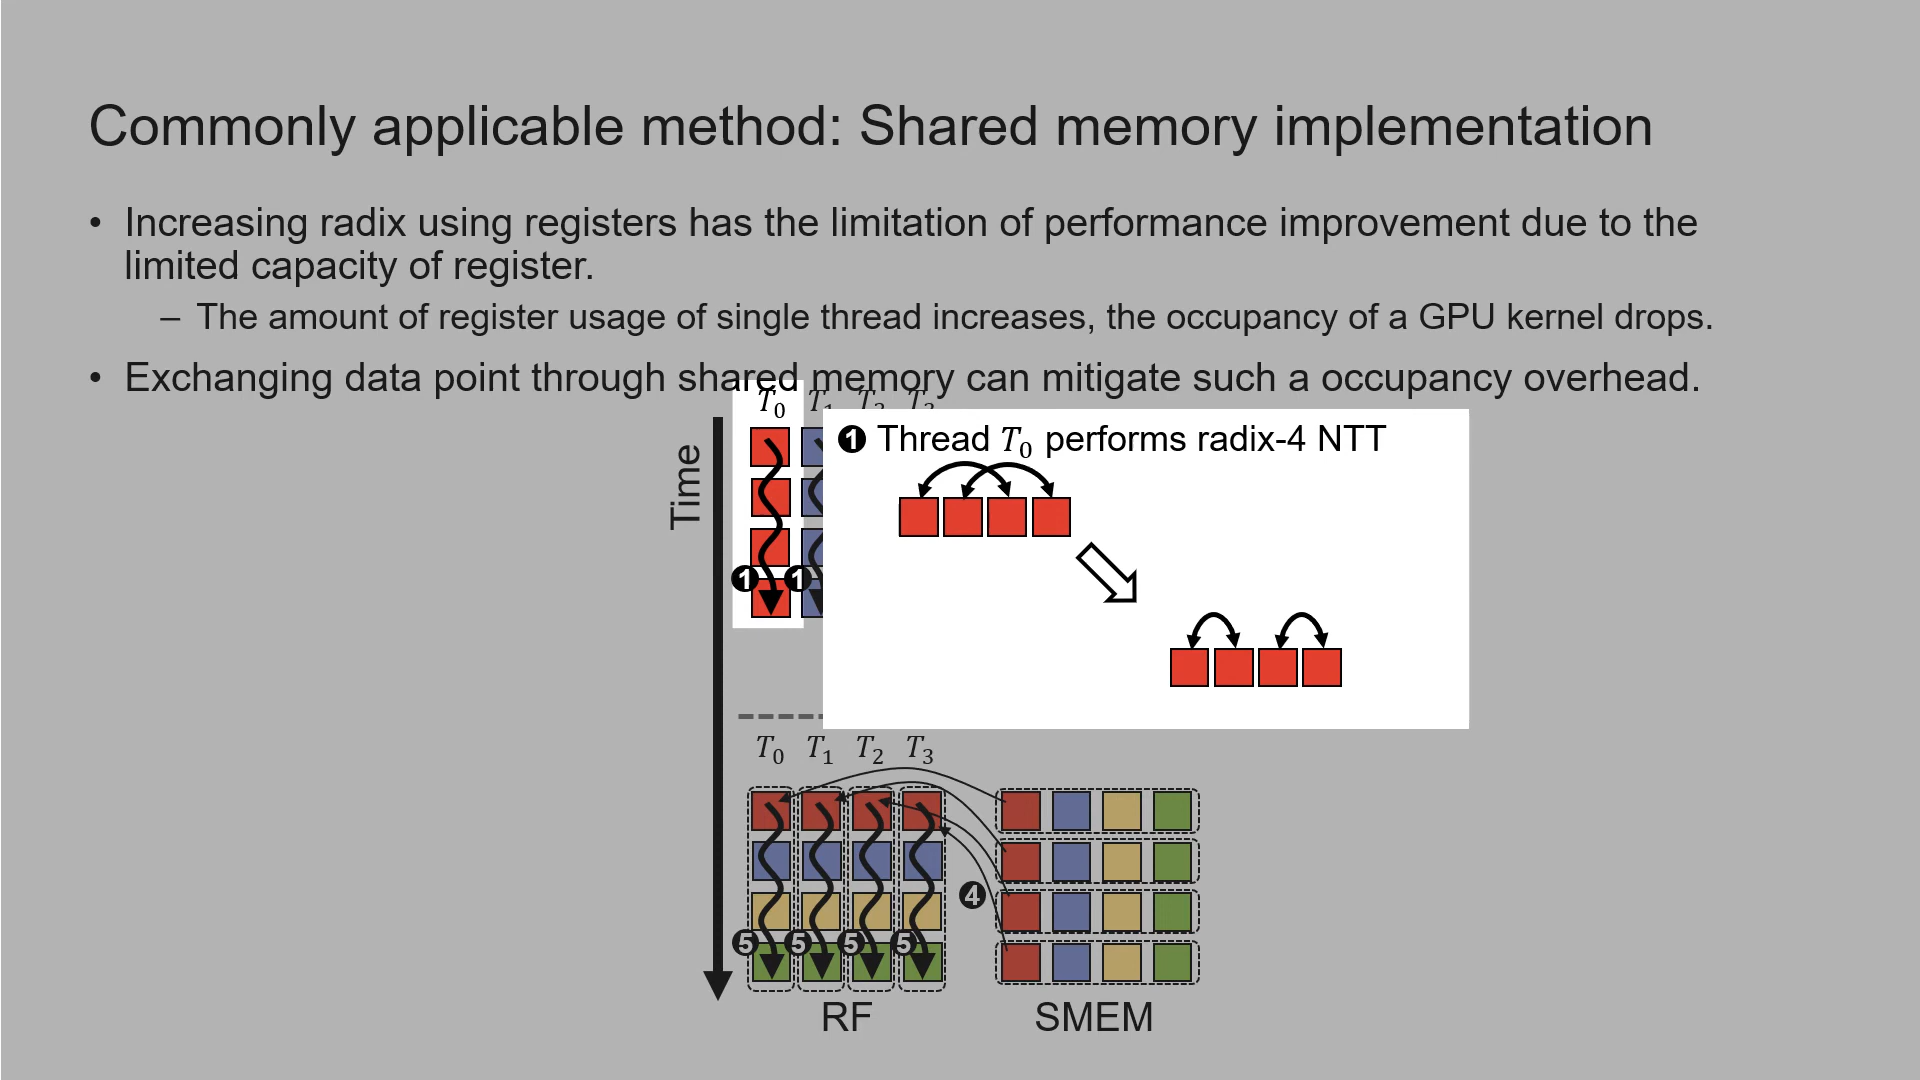 Commonly applicable method: Shared memory implementation
• Increasing radix using registers has the limitation of performance improvement due to the
limited capacity of register.
– The amount of register usage of single thread increases, the occupancy of a GPU kernel drops.
• Exchanging data point through shared memory can mitigate such a occupancy overhead.
T0 T1 T2 T3
❶ Thread T0 performs radix-4 NTT
Time
❶ ❶
T0 T1 T2 T3
❹
❺ ❺ ❺ ❺
RF SMEM